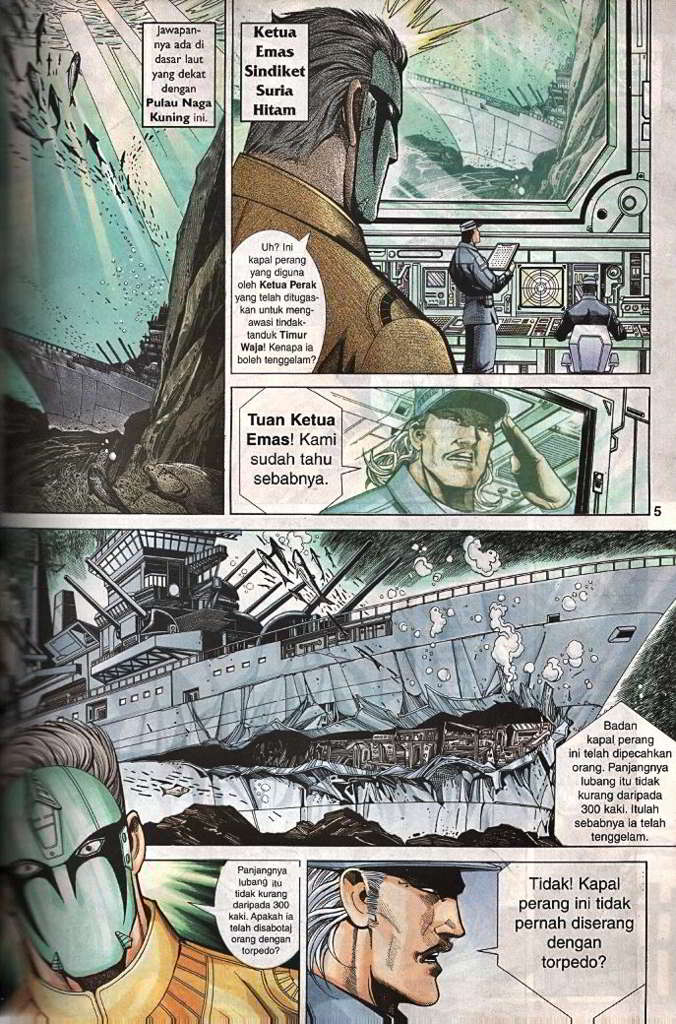 Jawapan-
nya ada di
dasar laut
yang dekat
dengan
Pulau Naga
Kuning ini.
Ketua
Emas
Sindiket
Suria
Hitam
Uh? Ini
kapal perang
yang diguna
oleh Ketua Perak
yang telah ditugas-
kan untuk meng-
awasi tindak-
tanduk Timur
Waja! Kenapa ia
boleh tenggelam?
Tuan Ketua
Emas! Kami
sudah tahu
sebabnya.
5
Badan
kapal perang
ini telah dipecahkan
orang. Panjangnya
lubang itu tidak
kurang daripada
300 kaki. Itulah
sebabnya ia telah
tenggelam.
Panjangnya
lubang itu
tidak kurang
daripada 300
kaki. Apakah ia
telah disabotaj
orang dengan
torpedo?
Tidak! Kapal
perang ini tidak
pernah diserang
dengan
torpedo?